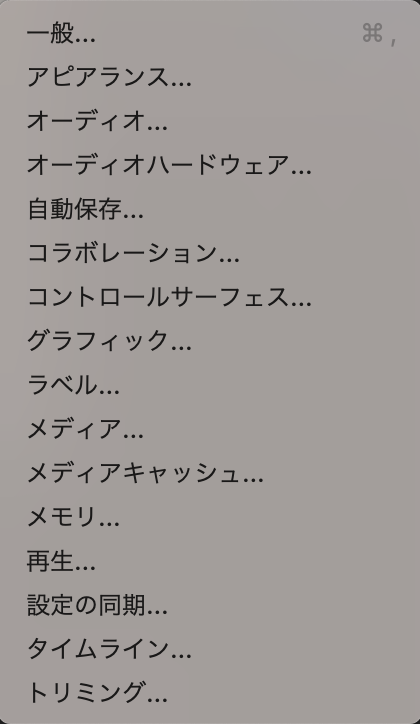 一般... ⌘ ,
アピアランス...
オーディオ...
オーディオハードウェア...
自動保存...
コラボレーション...
コントロールサーフェス...
グラフィック...
ラベル...
メディア...
メディアキャッシュ...
メモリ...
再生...
設定の同期...
タイムライン...
トリミング...